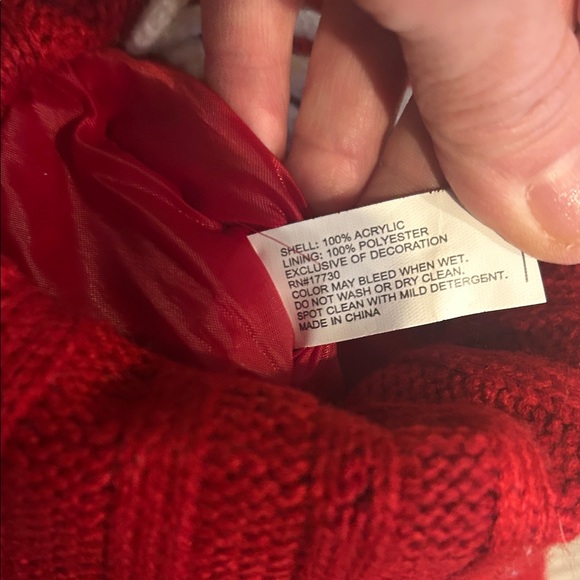 SHELL: 100% ACRYLIC
LINING: 100% POLYESTER
EXCLUSIVE OF DECORATION
RN#17730
COLOR MAY BLEED WHEN WET.
DO NOT WASH OR DRY CLEAN.
SPOT CLEAN WITH MILD DETERGENT.
MADE IN CHINA